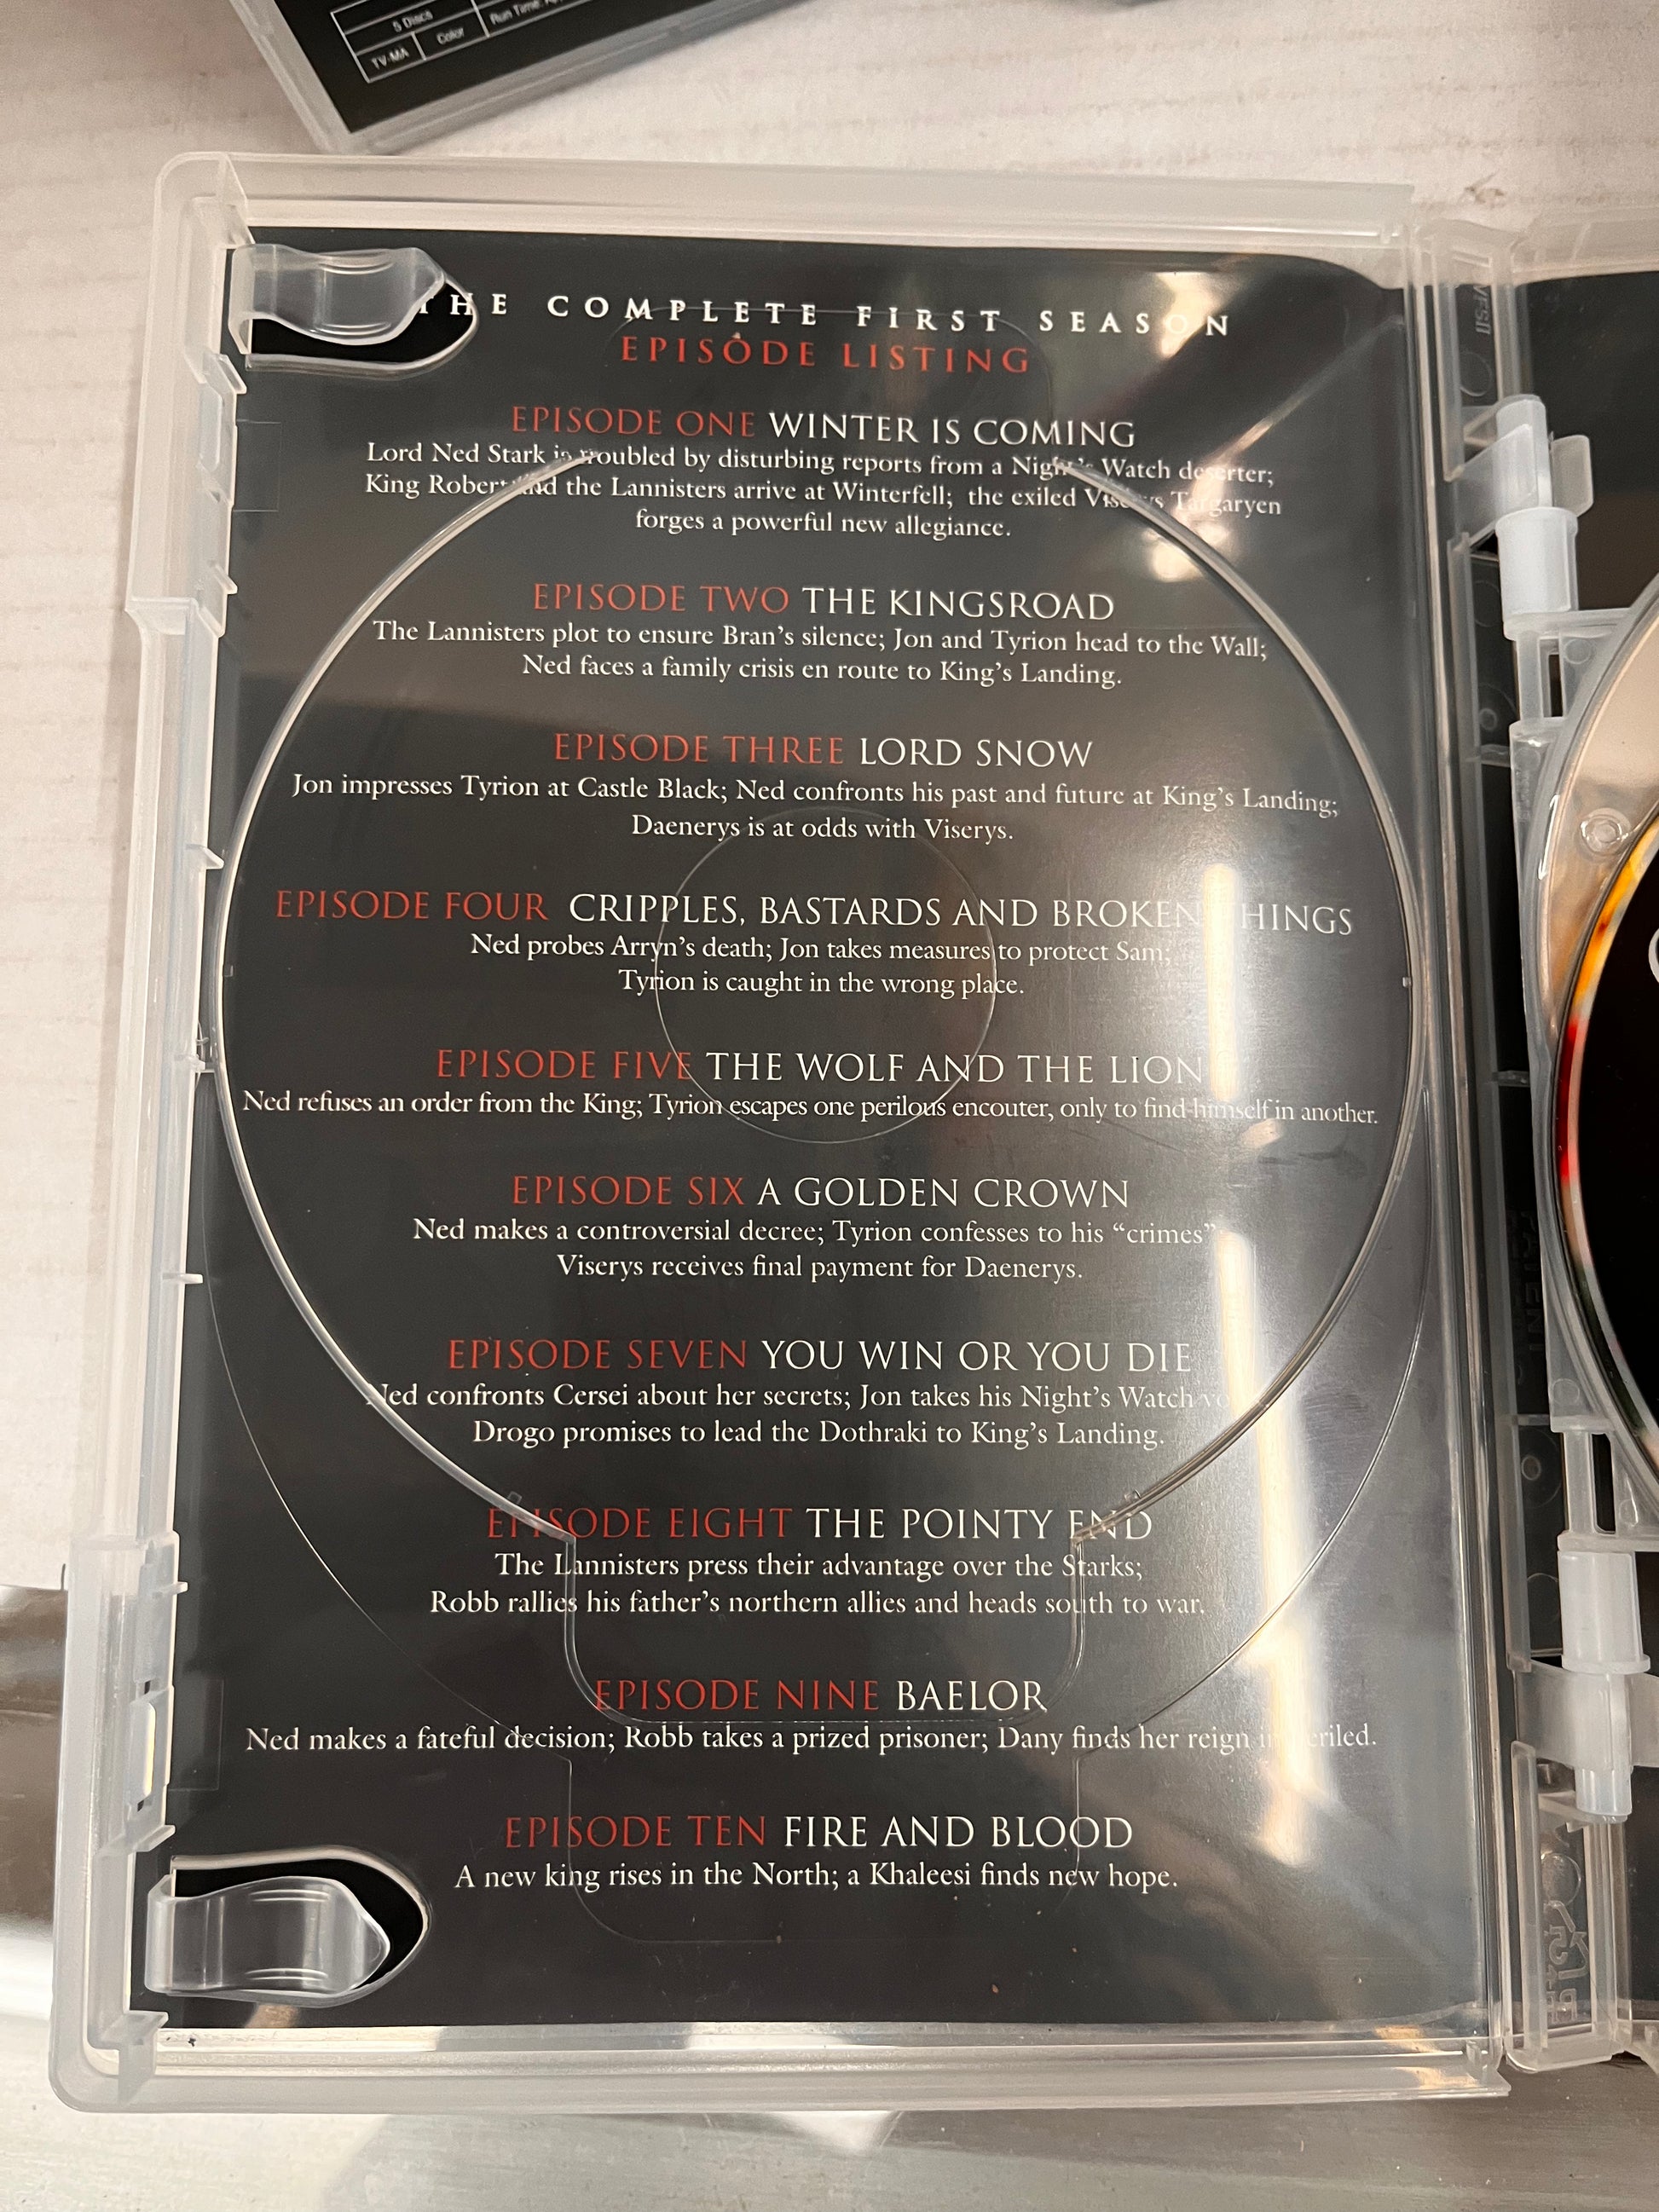 5 Discs
TV-MA Color Run Time:
THE COMPLETE FIRST SEASON
EPISODE LISTING
EPISODE ONE WINTER IS COMING
Lord Ned Stark is troubled by disturbing reports from a Night's Watch deserter;
King Robert and the Lannisters arrive at Winterfell; the exiled Viserys Targaryen
forges a powerful new allegiance.
EPISODE TWO THE KINGSROAD
The Lannisters plot to ensure Bran's silence; Jon and Tyrion head to the Wall;
Ned faces a family crisis en route to King's Landing.
EPISODE THREE LORD SNOW
Jon impresses Tyrion at Castle Black; Ned confronts his past and future at King's Landing;
Daenerys is at odds with Viserys.
EPISODE FOUR CRIPPLES, BASTARDS AND BROKEN THINGS
Ned probes Arryn's death; Jon takes measures to protect Sam;
Tyrion is caught in the wrong place.
EPISODE FIVE THE WOLF AND THE LION
Ned refuses an order from the King; Tyrion escapes one perilous encouter, only to find himself in another.
EPISODE SIX A GOLDEN CROWN
Ned makes a controversial decree; Tyrion confesses to his “crimes”
Viserys receives final payment for Daenerys.
EPISODE SEVEN YOU WIN OR YOU DIE
Ned confronts Cersei about her secrets; Jon takes his Night's Watch
Drogo promises to lead the Dothraki to King's Landing.
EPISODE EIGHT THE POINTY END
The Lannisters press their advantage over the Starks;
Robb rallies his father's northern allies and heads south to war.
EPISODE NINE BAELOR
Ned makes a fateful decision; Robb takes a prized prisoner; Dany finds her reign imperiled.
EPISODE TEN FIRE AND BLOOD
A new king rises in the North; a Khaleesi finds new hope.